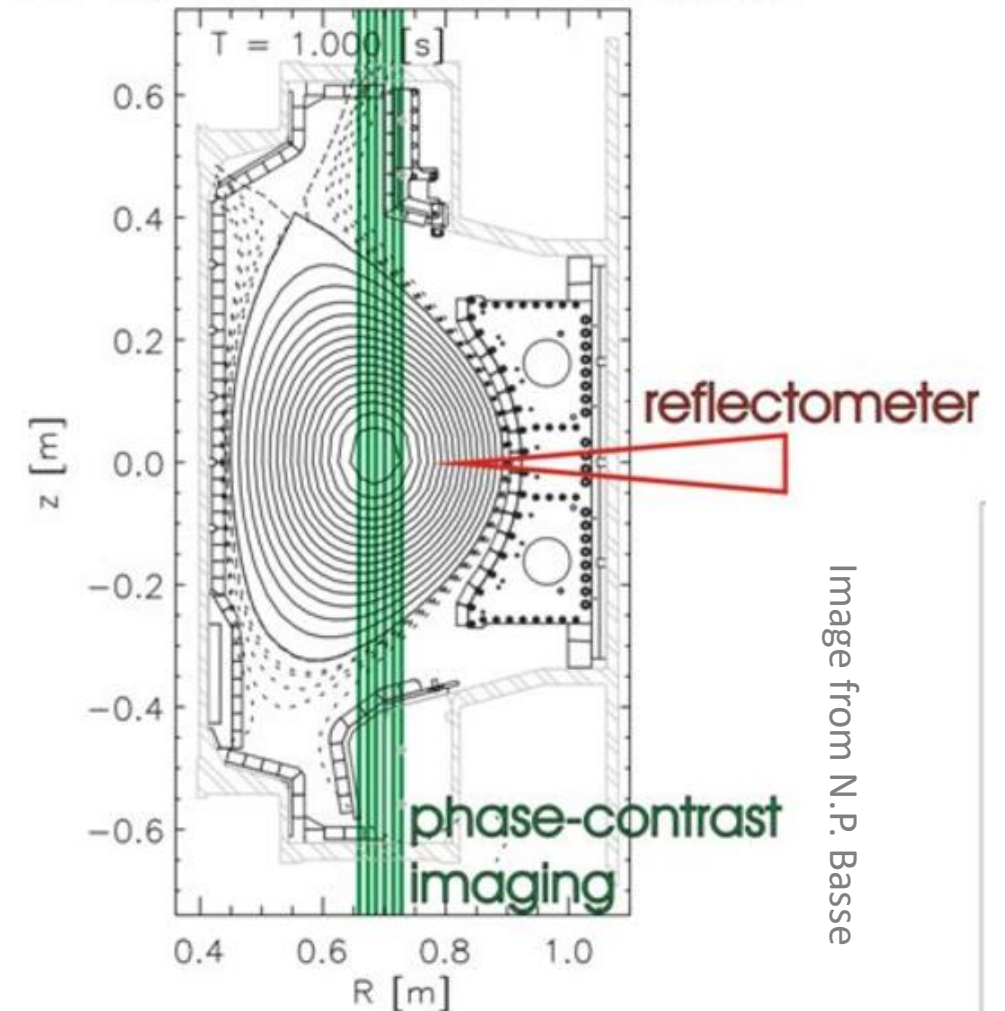 T = 1.000 [s]
0.6
0.4
0.2
0.0
−0.2
−0.4
−0.6
z [m]
reflectometer
phase-contrast
imaging
0.4 0.6 0.8 1.0
R [m]
Image from N.P. Basse